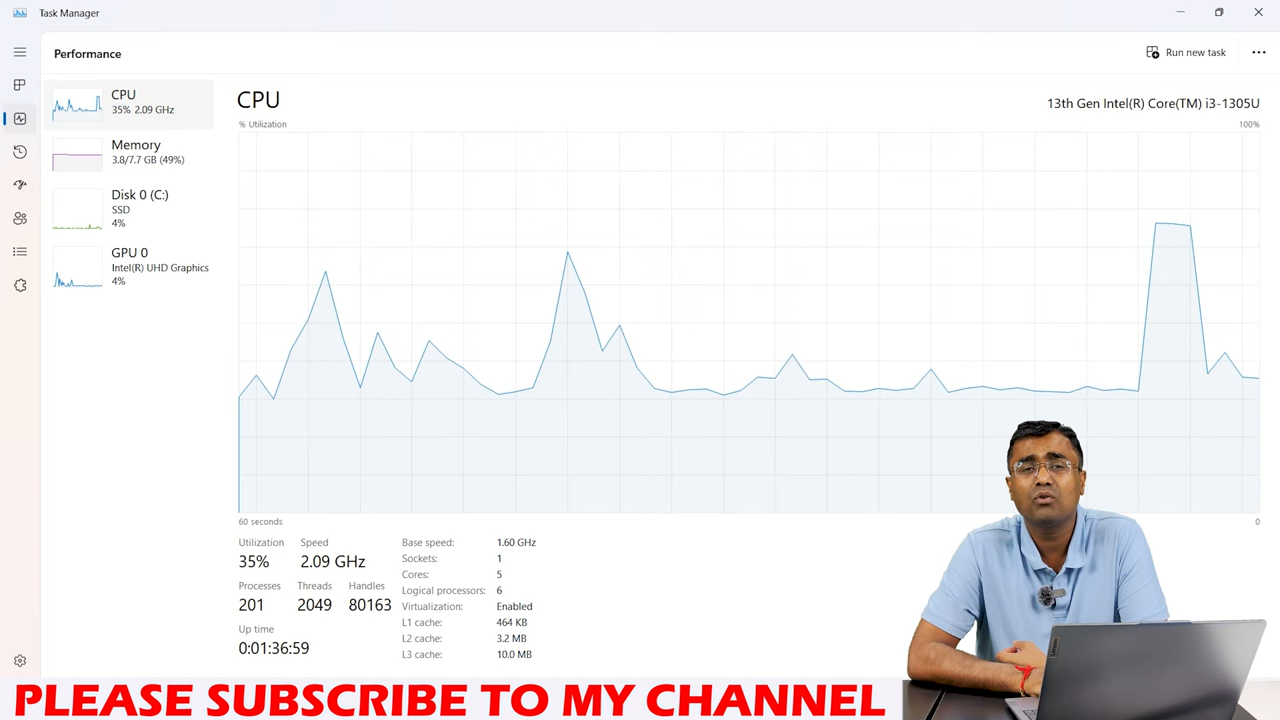 Task Manager
Performance
Run new task
CPU
35% 2.09 GHz
Memory
3.8/7.7 GB (49%)
Disk 0 (C:)
SSD
4%
GPU 0
Intel(R) UHD Graphics
4%
CPU
13th Gen Intel(R) Core(TM) i3-1305U
% Utilization
100%
60 seconds
0
Utilization
35%
Speed
2.09 GHz
Processes
201
Threads
2049
Handles
80163
Up time
0:01:36:59
Base speed: 1.60 GHz
Sockets: 1
Cores: 5
Logical processors: 6
Virtualization: Enabled
L1 cache: 464 KB
L2 cache: 3.2 MB
L3 cache: 10.0 MB
PLEASE SUBSCRIBE TO MY CHANNEL